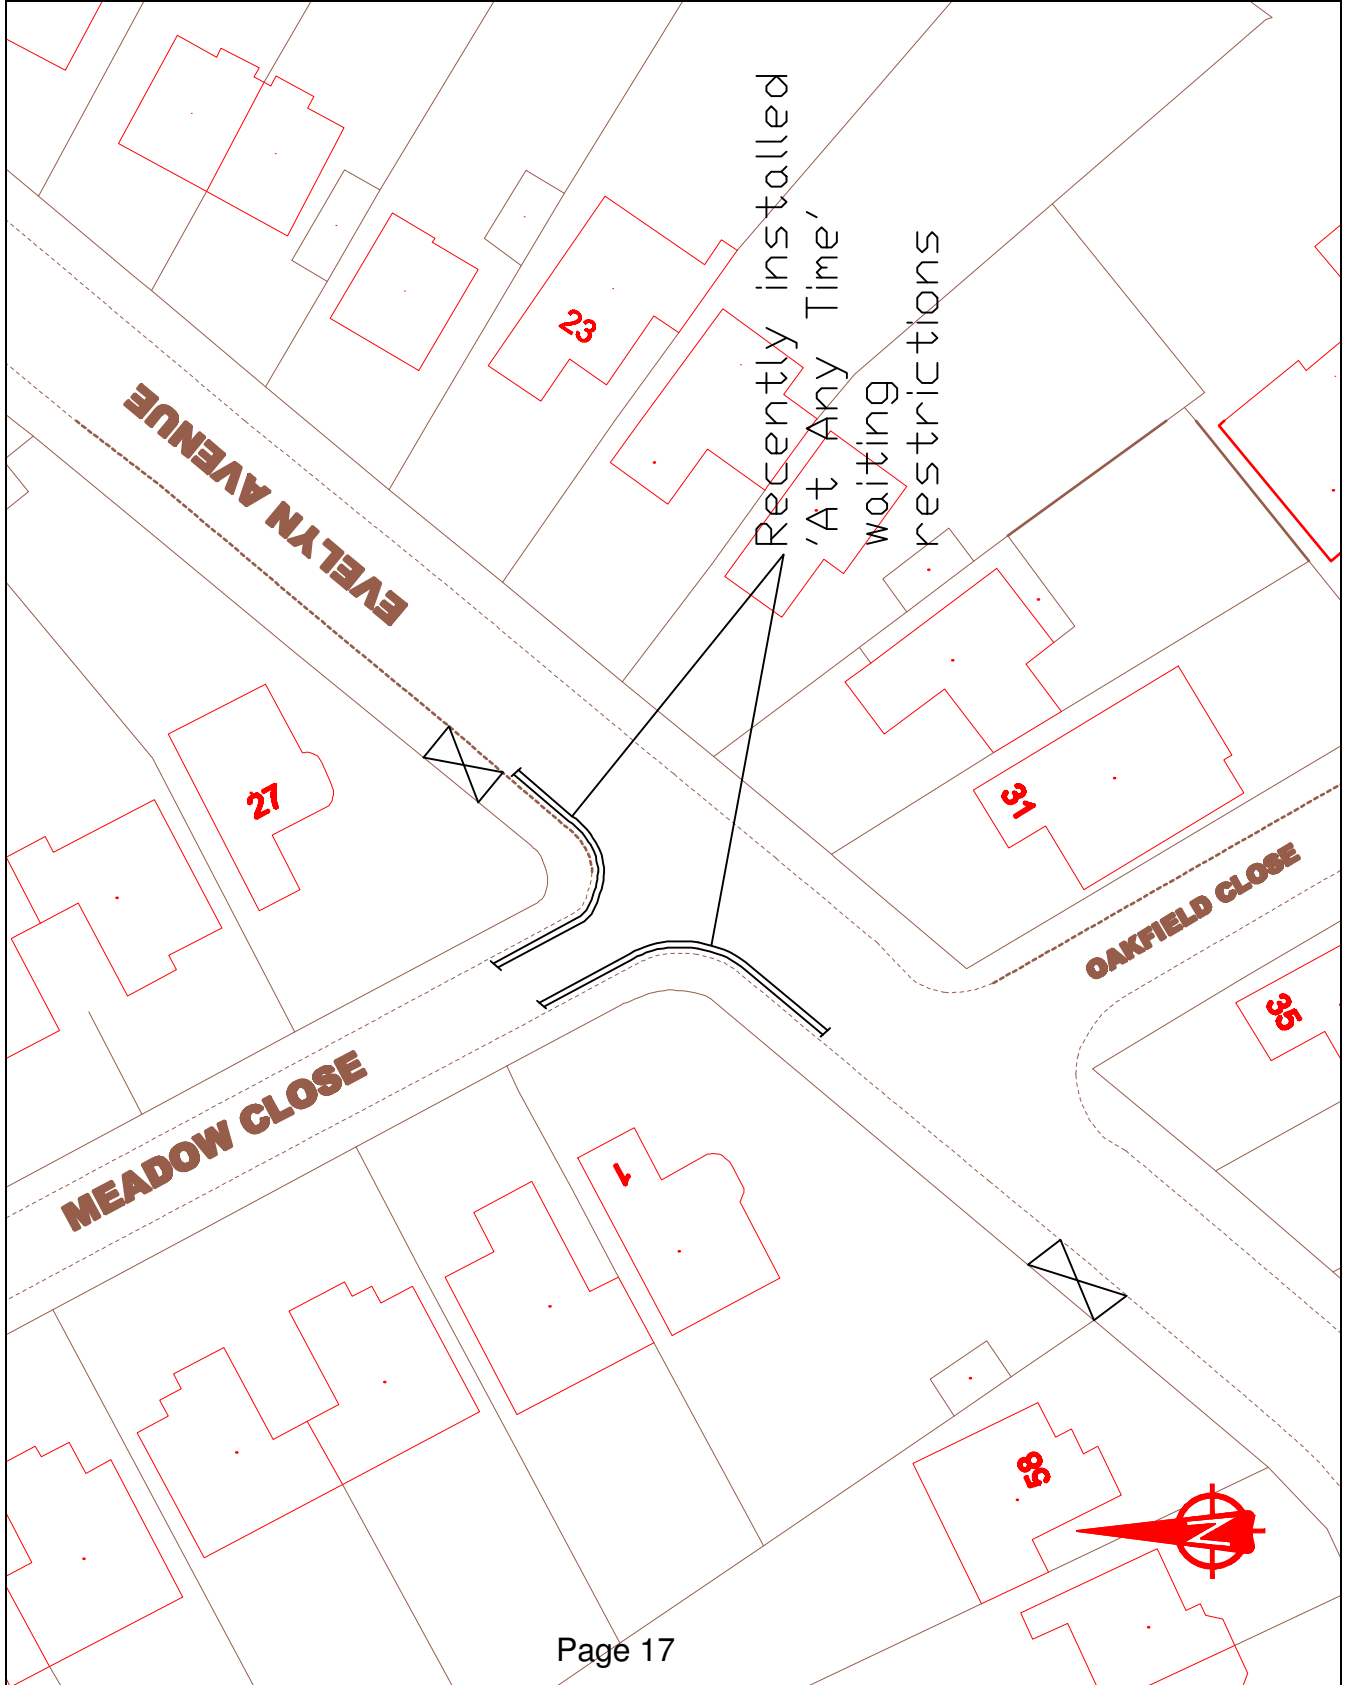 Recently installed
'At Any Time'
waiting
restrictions
EVELYN AVENUE
MEADOW CLOSE
OAKFIELD CLOSE
23
27
31
35
1
58
N
Page 17